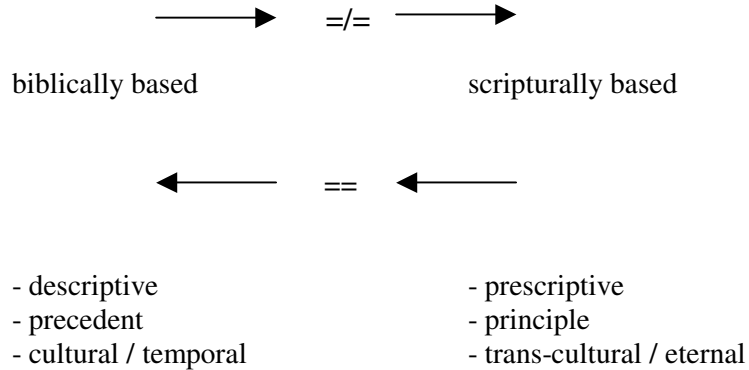 =/=
biblically based scripturally based
==
- descriptive - prescriptive
- precedent - principle
- cultural / temporal - trans-cultural / eternal